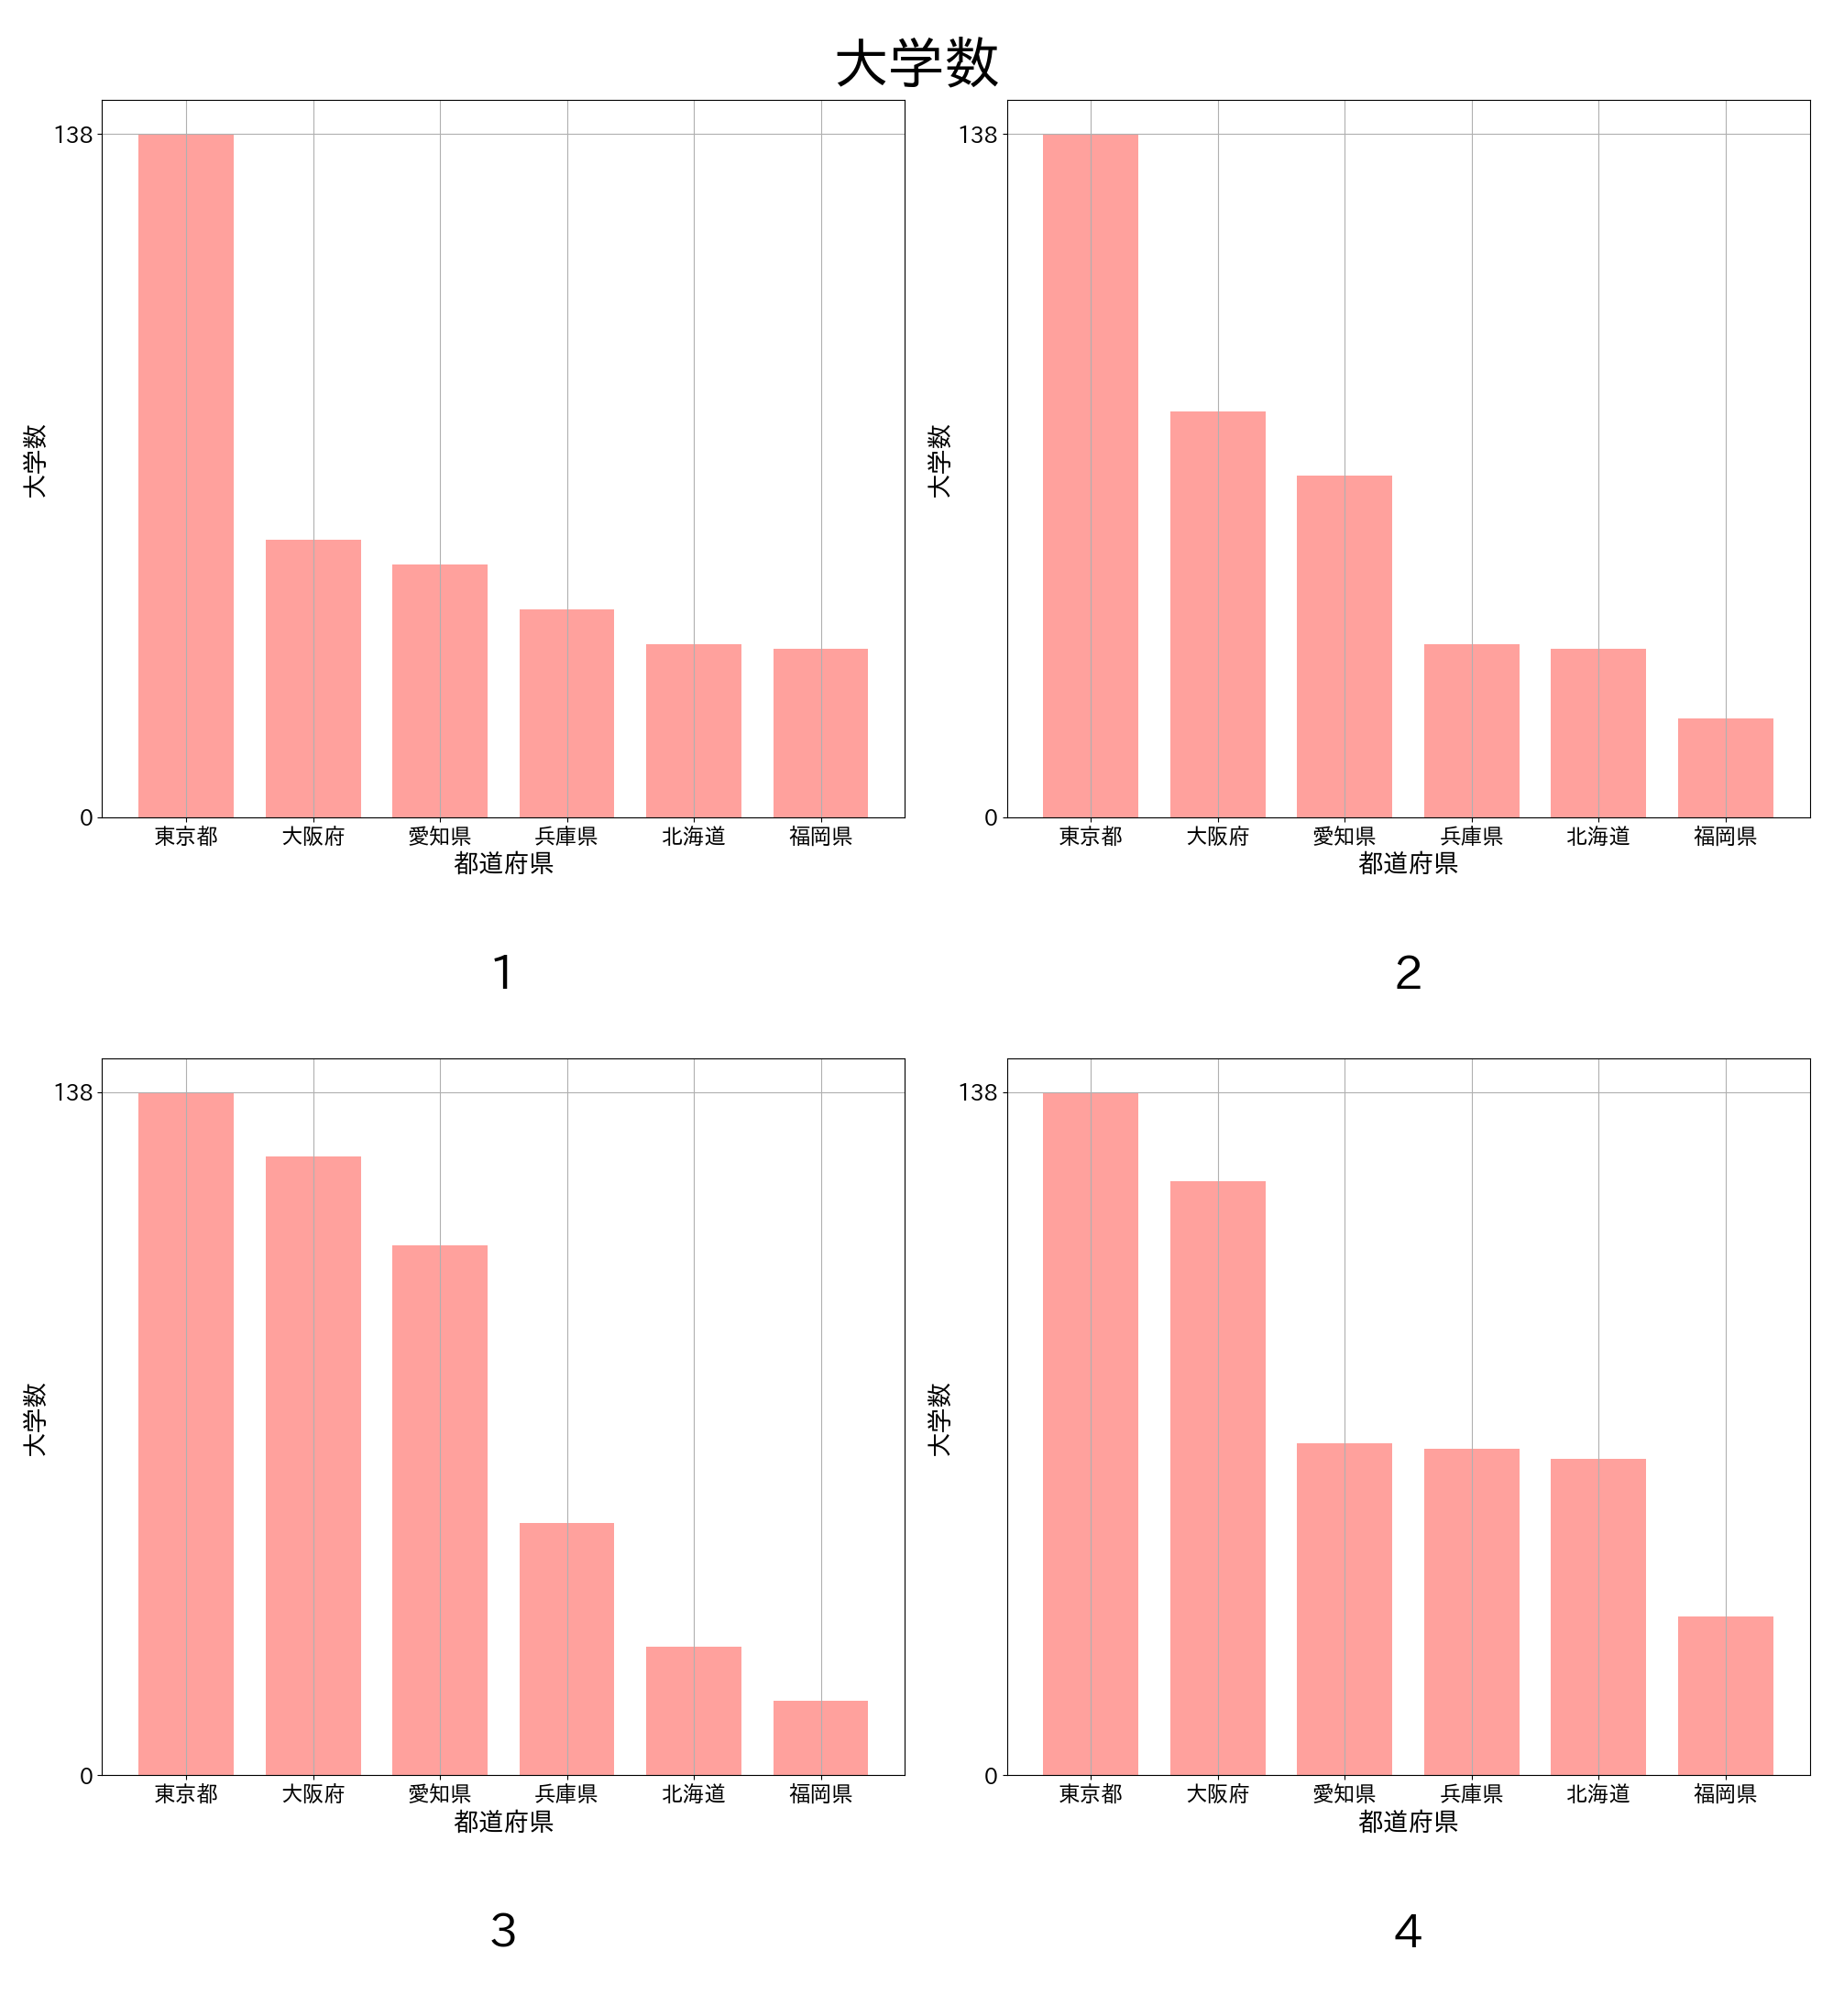 大学数
138
0
大学数
東京都 大阪府 愛知県 兵庫県 北海道 福岡県
都道府県
1
138
0
大学数
東京都 大阪府 愛知県 兵庫県 北海道 福岡県
都道府県
2
138
0
大学数
東京都 大阪府 愛知県 兵庫県 北海道 福岡県
都道府県
3
138
0
大学数
東京都 大阪府 愛知県 兵庫県 北海道 福岡県
都道府県
4